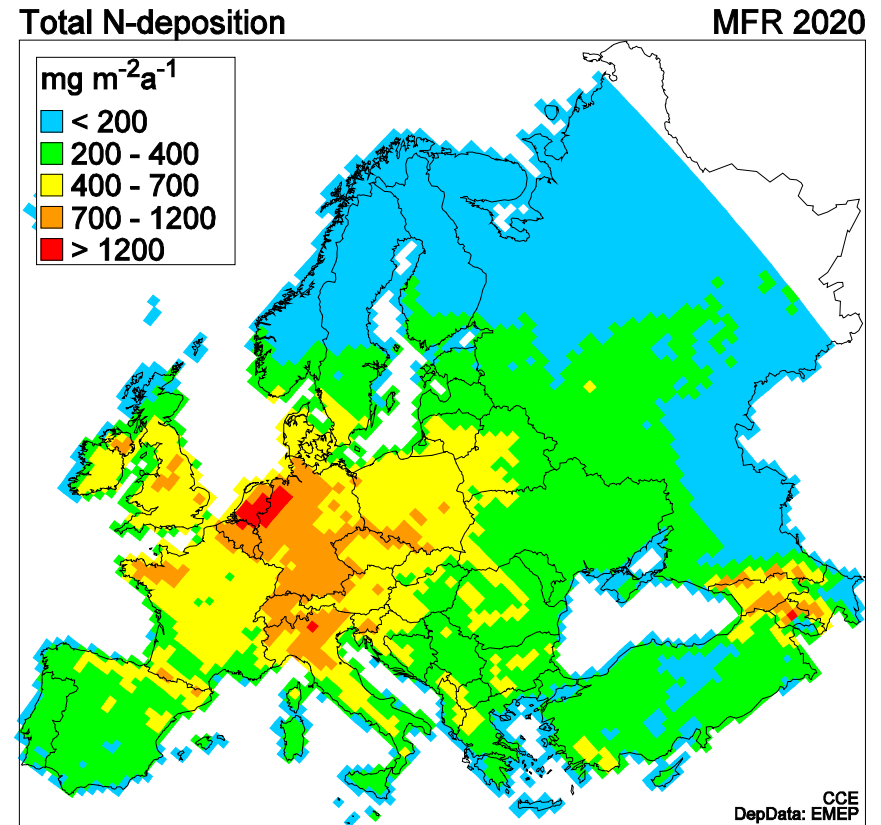 Total N-deposition MFR 2020
mg m⁻²a⁻¹
< 200
200 - 400
400 - 700
700 - 1200
> 1200
CCE
DepData: EMEP